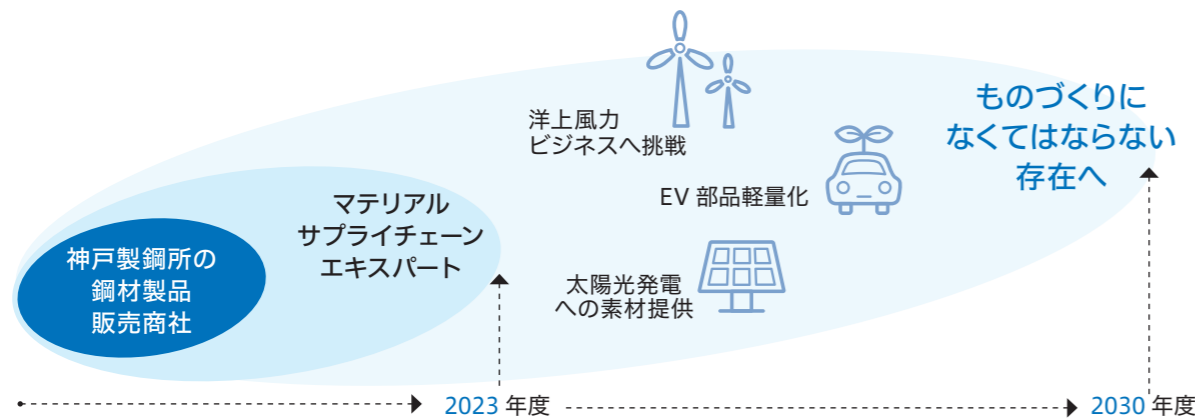 神戸製鋼所の
鋼材製品
販売商社
マテリアル
サプライチェーン
エキスパート
洋上風力
ビジネスへ挑戦
EV 部品軽量化
太陽光発電
への素材提供
ものづくりに
なくてはならない
存在へ
2023 年度
2030 年度